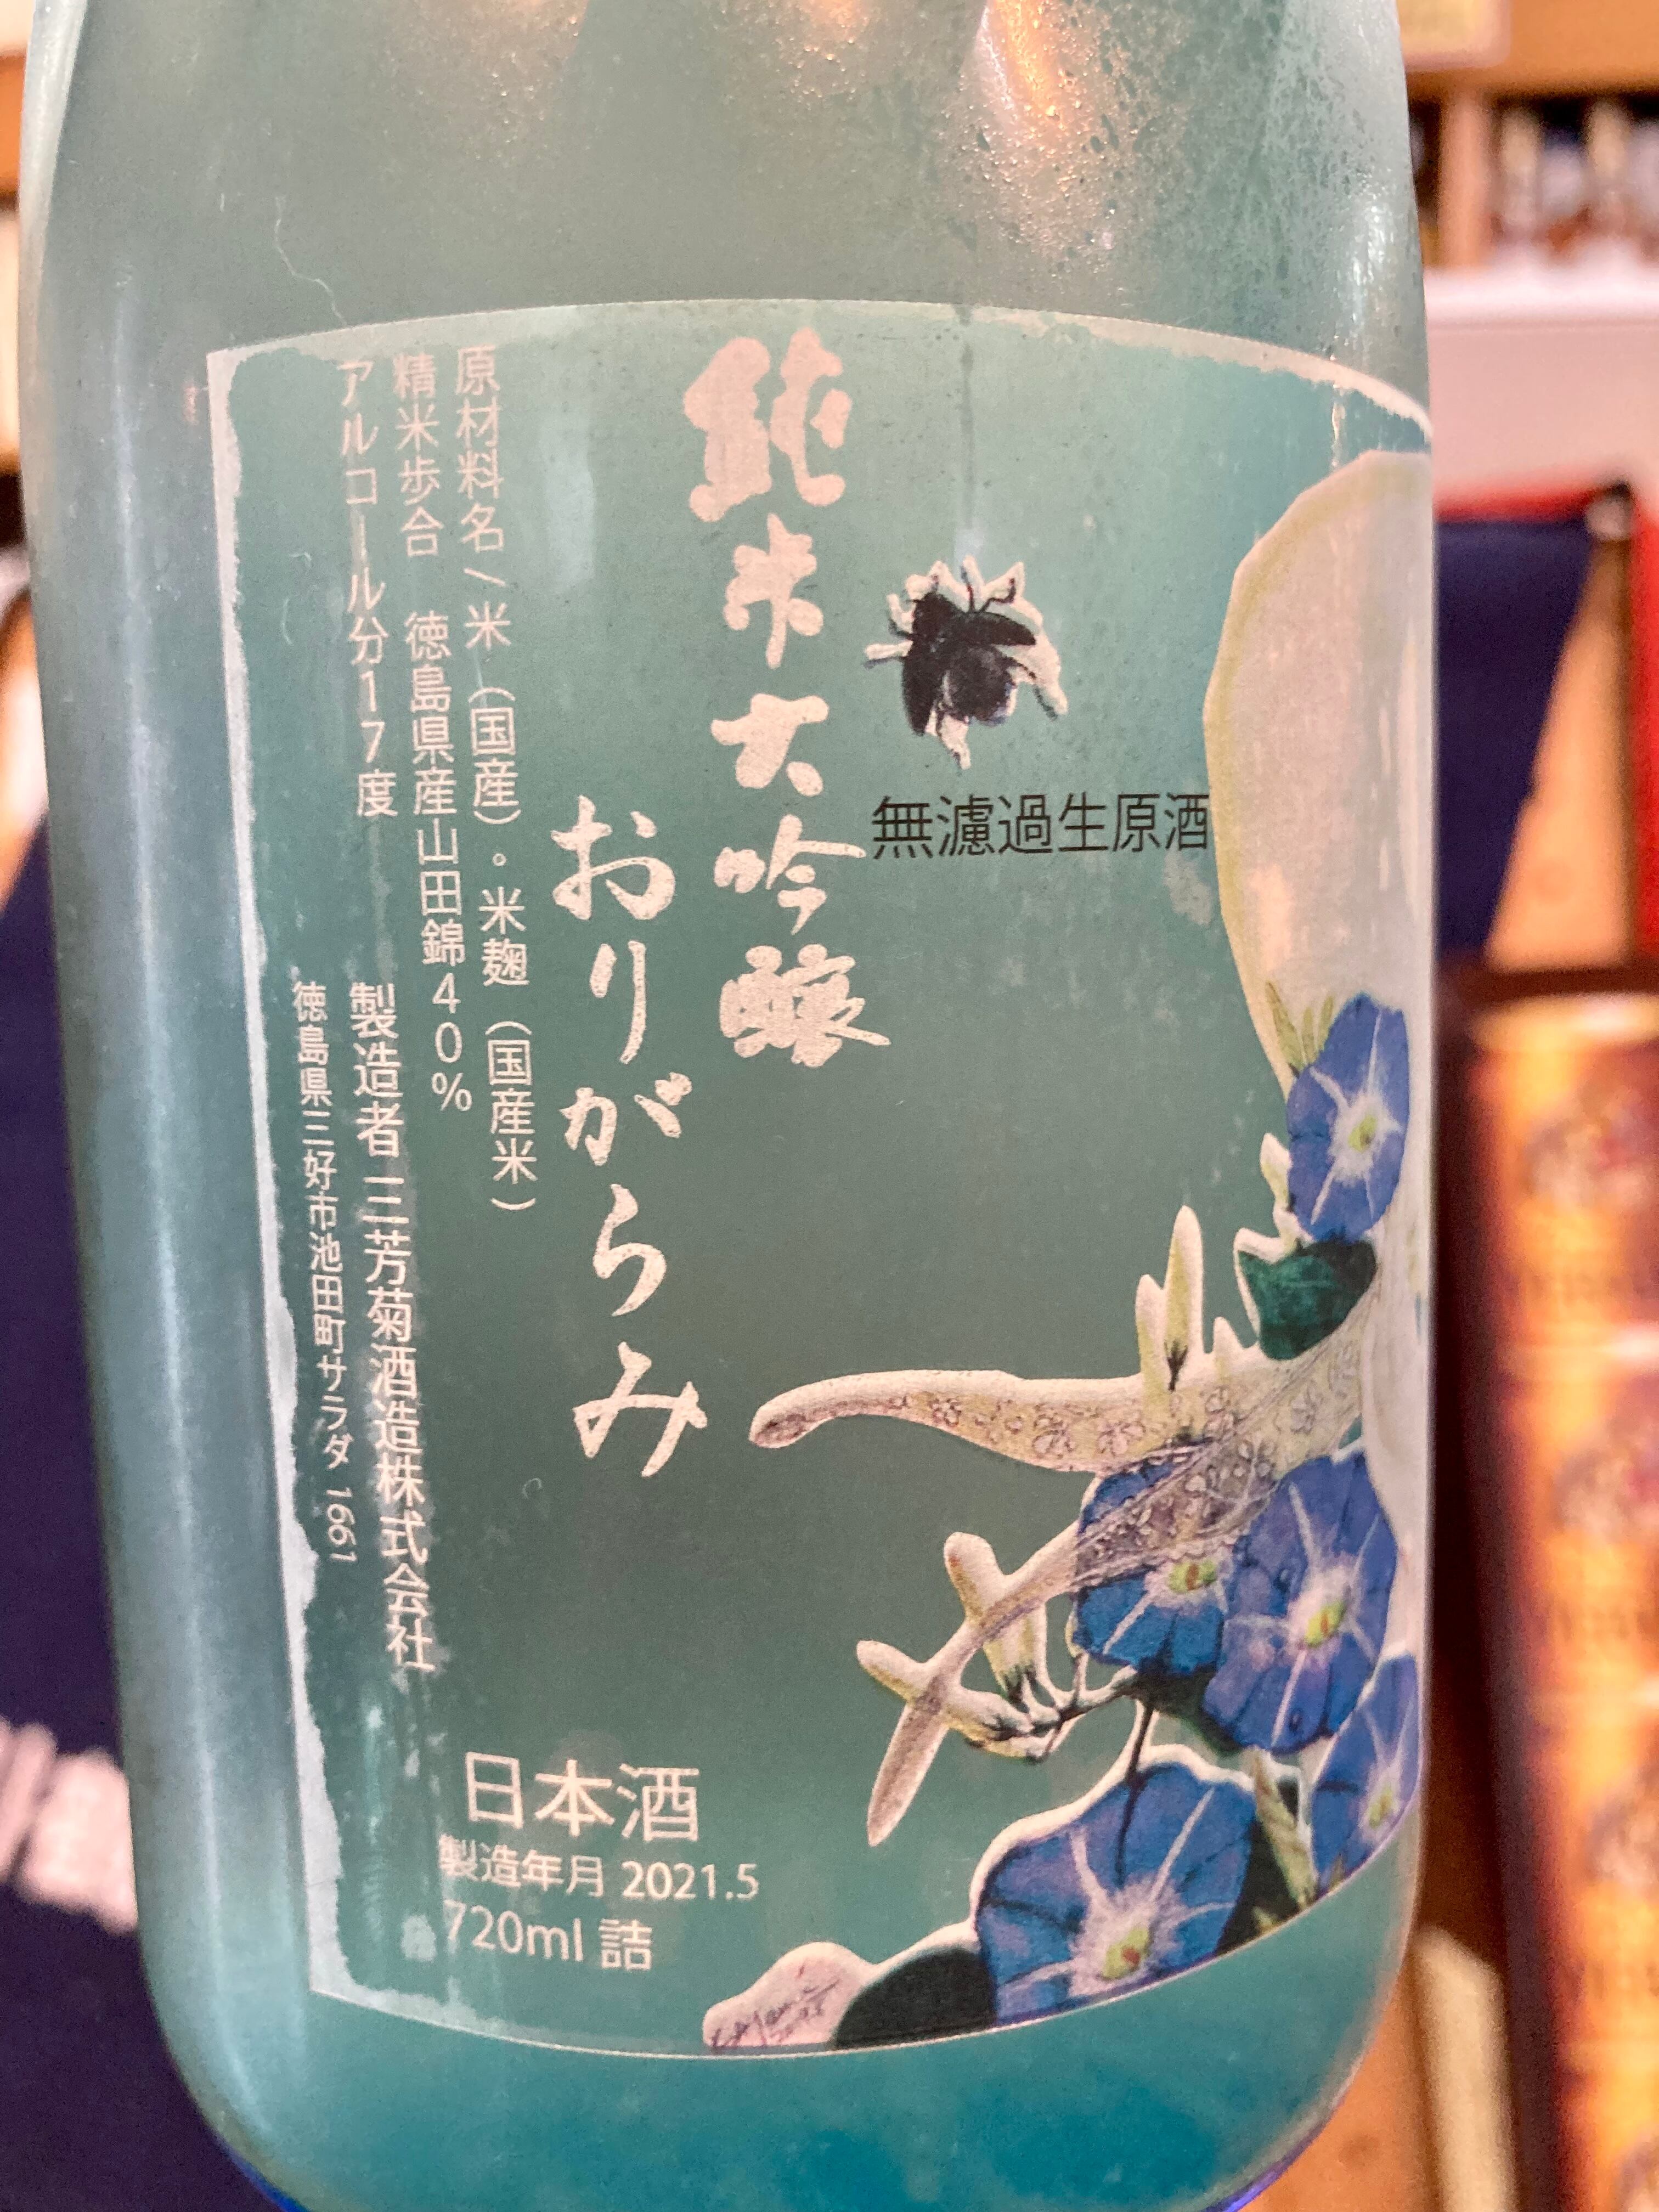 無濾過生原酒
純米大吟醸
おりがらみ
原材料名/米(国産)。米麹(国産米)
精米歩合 徳島県産山田錦40%
アルコール分17度
製造者 三芳菊酒造株式会社
徳島県三好市池田町サラダ 1661
日本酒
製造年月 2021.5
720ml 詰